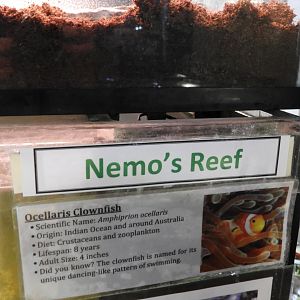 Nemo's Reef
Ocellaris Clownfish
• Scientific Name: Amphiprion ocellaris
• Origin: Indian Ocean and around Australia
• Diet: Crustaceans and zooplankton
• Lifespan: 8 years
• Adult Size: 4 inches
• Did you know? The clownfish is named for its
unique dancing-like pattern of swimming.